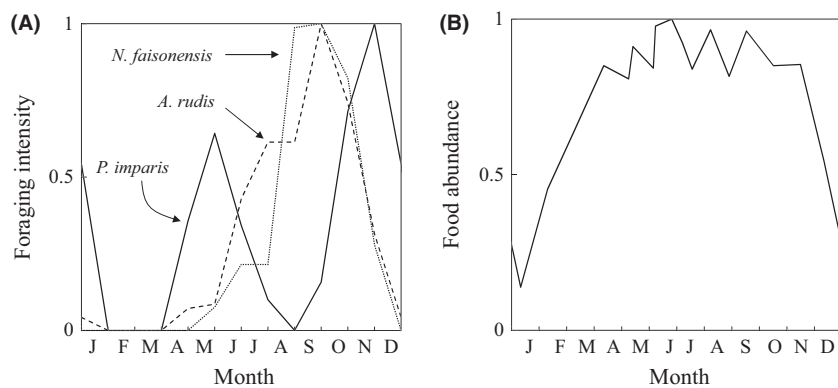 (A)
1
0.5
0
Foraging intensity
N. faisonensis
A. rudis
P. imparis
J F M A M J J A S O N D
Month
(B)
1
0.5
0
Food abundance
J F M A M J J A S O N D
Month